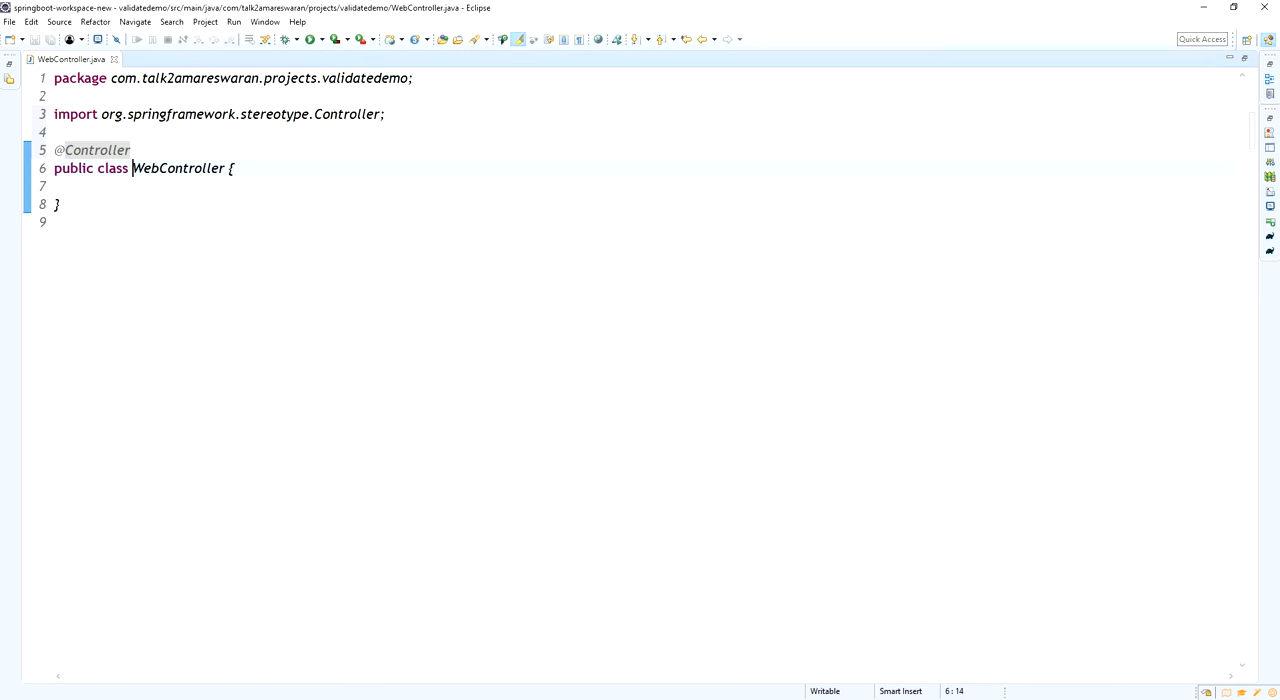 springboot-workspace-new - validatedemo/src/main/java/com/talk2amareswaran/projects/validatedemo/WebController.java - Eclipse
File Edit Source Refactor Navigate Search Project Run Window Help
Quick Access
WebController.java
1 package com.talk2amareswaran.projects.validatedemo;
2
3 import org.springframework.stereotype.Controller;
4
5 @Controller
6 public class WebController {
7
8 }
9
Writable Smart Insert 6 : 14